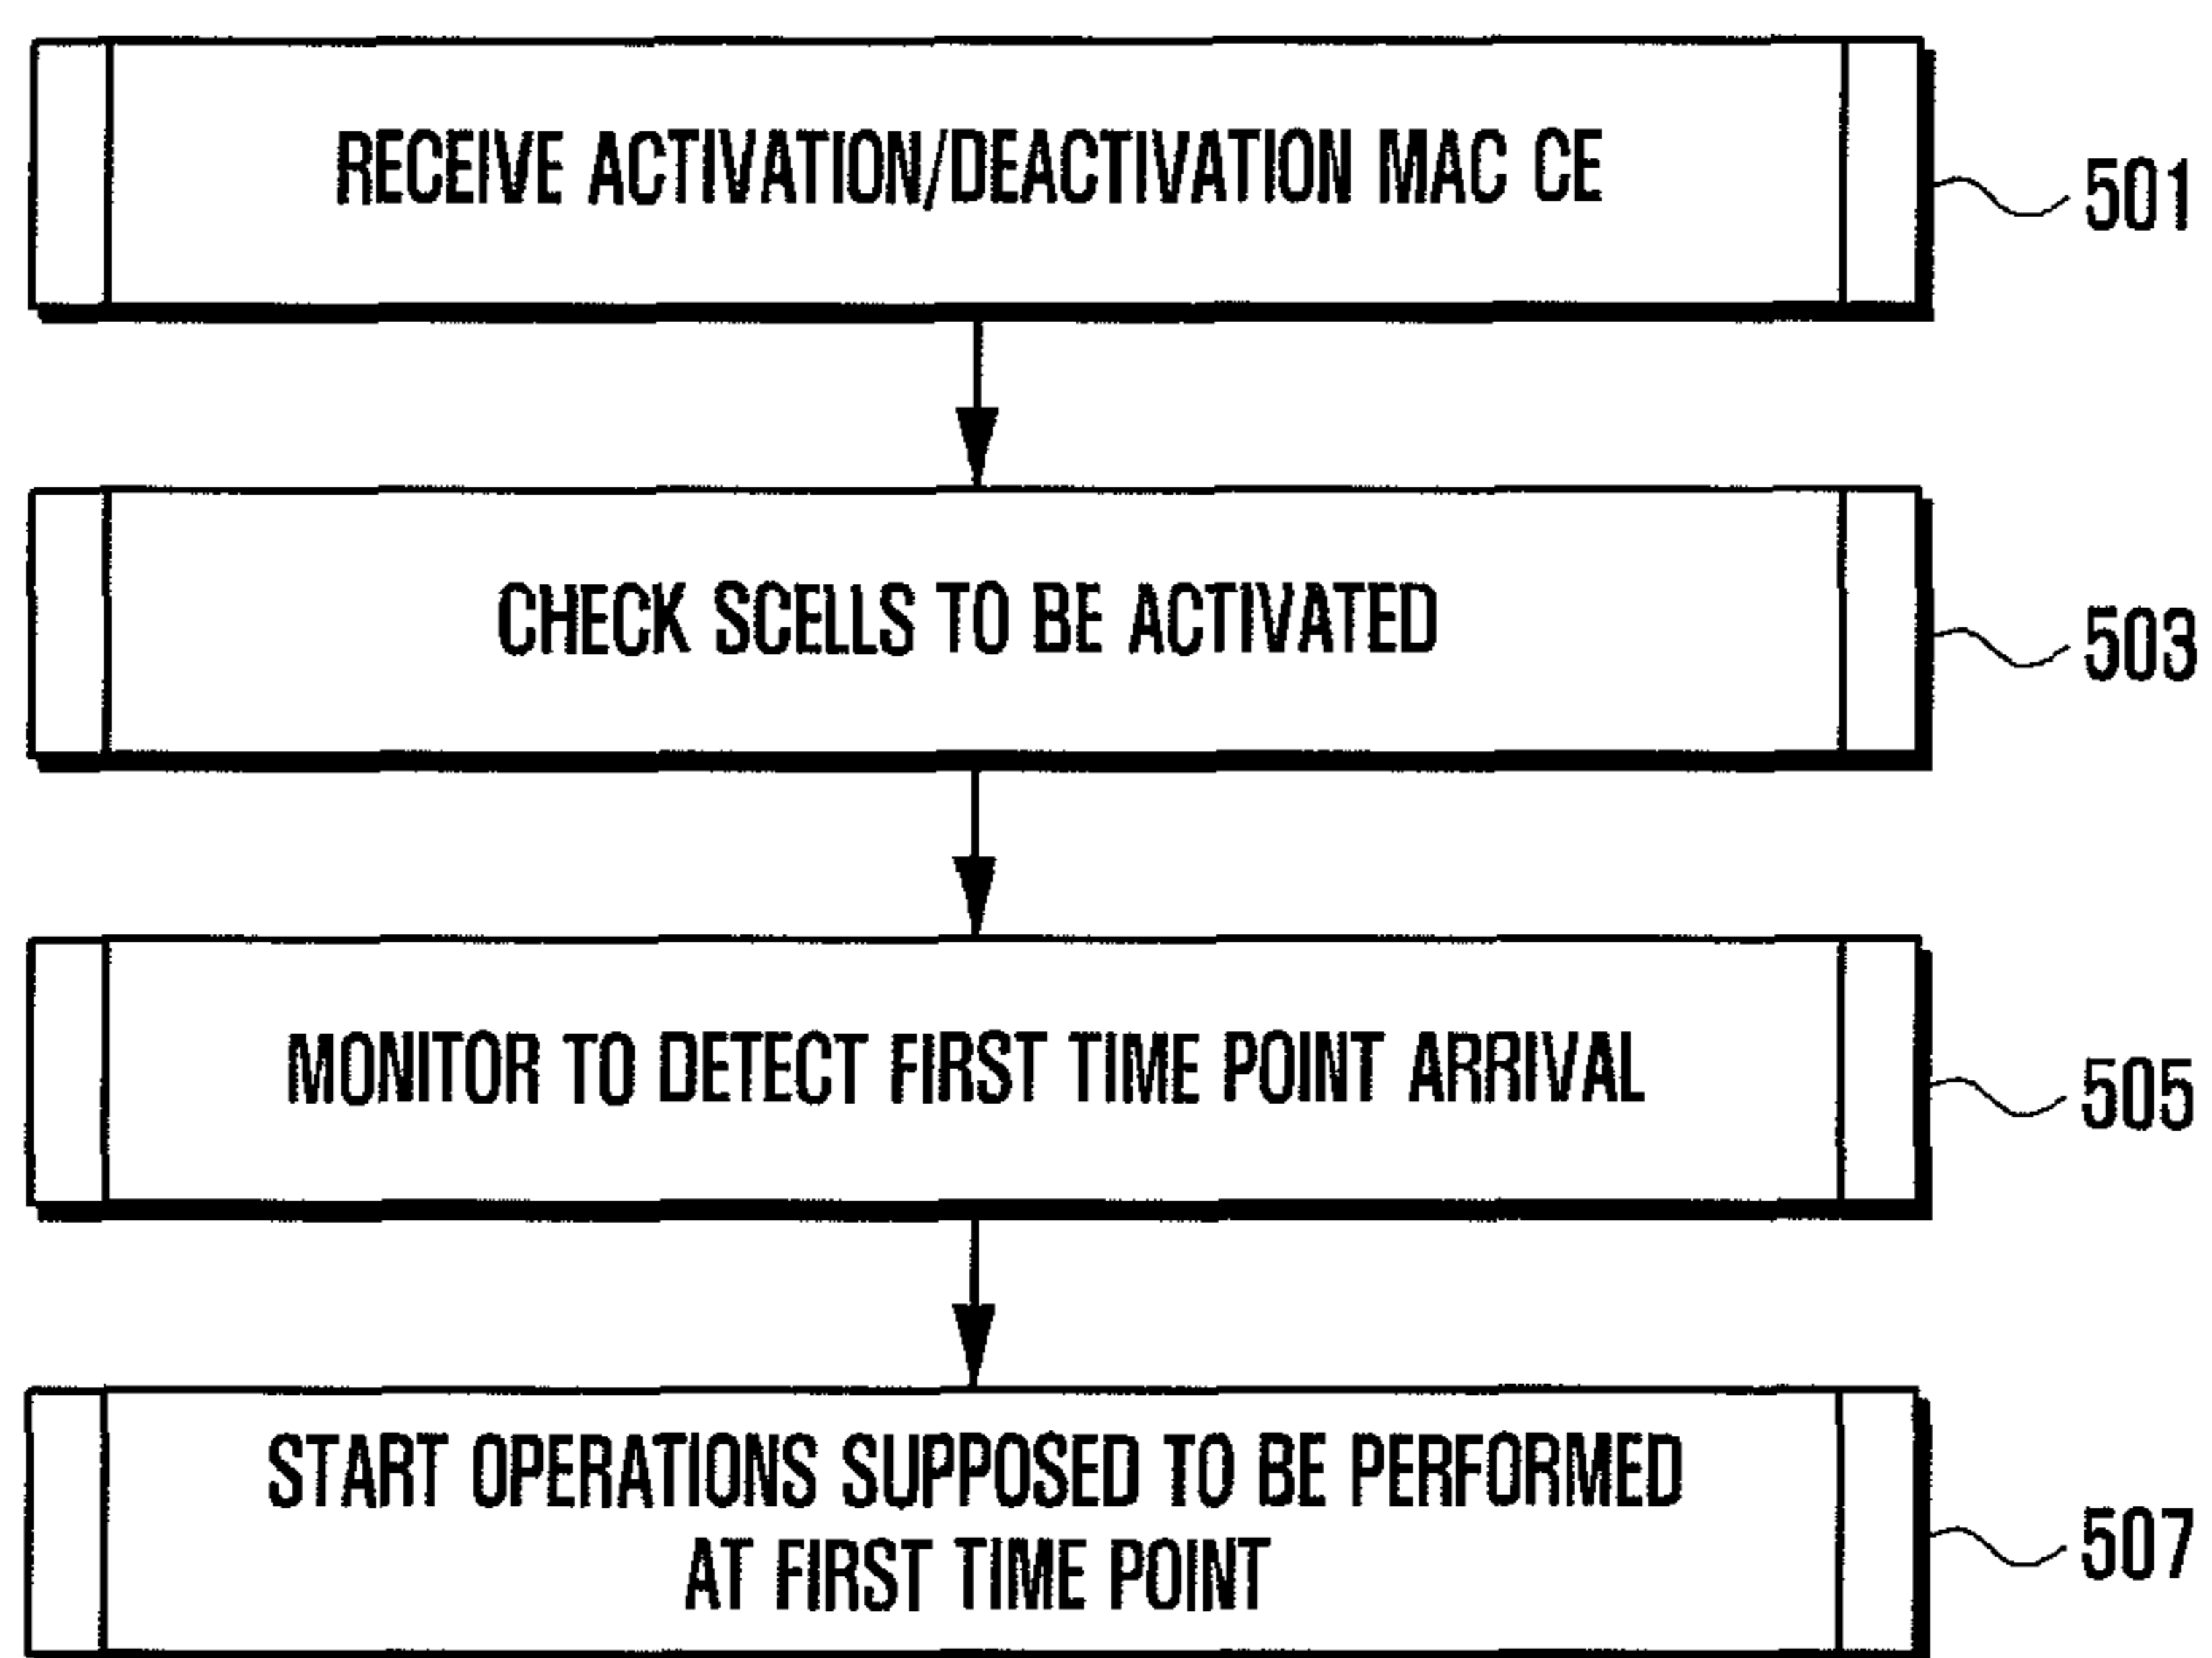 RECEIVE ACTIVATION/DEACTIVATION MAC CE
501
CHECK SCELLS TO BE ACTIVATED
503
MONITOR TO DETECT FIRST TIME POINT ARRIVAL
505
START OPERATIONS SUPPOSED TO BE PERFORMED
AT FIRST TIME POINT
507